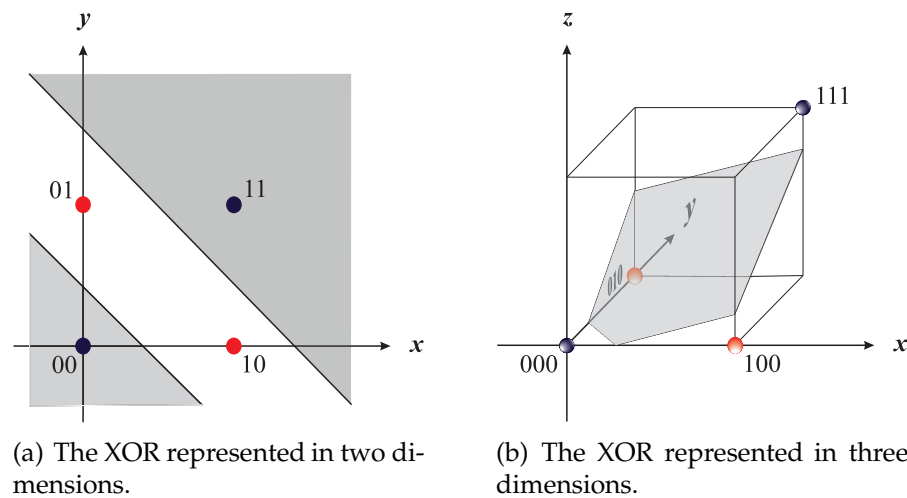 y
01
11
00
10
x
(a) The XOR represented in two di-
mensions.
z
111
y
010
000
100
x
(b) The XOR represented in three
dimensions.